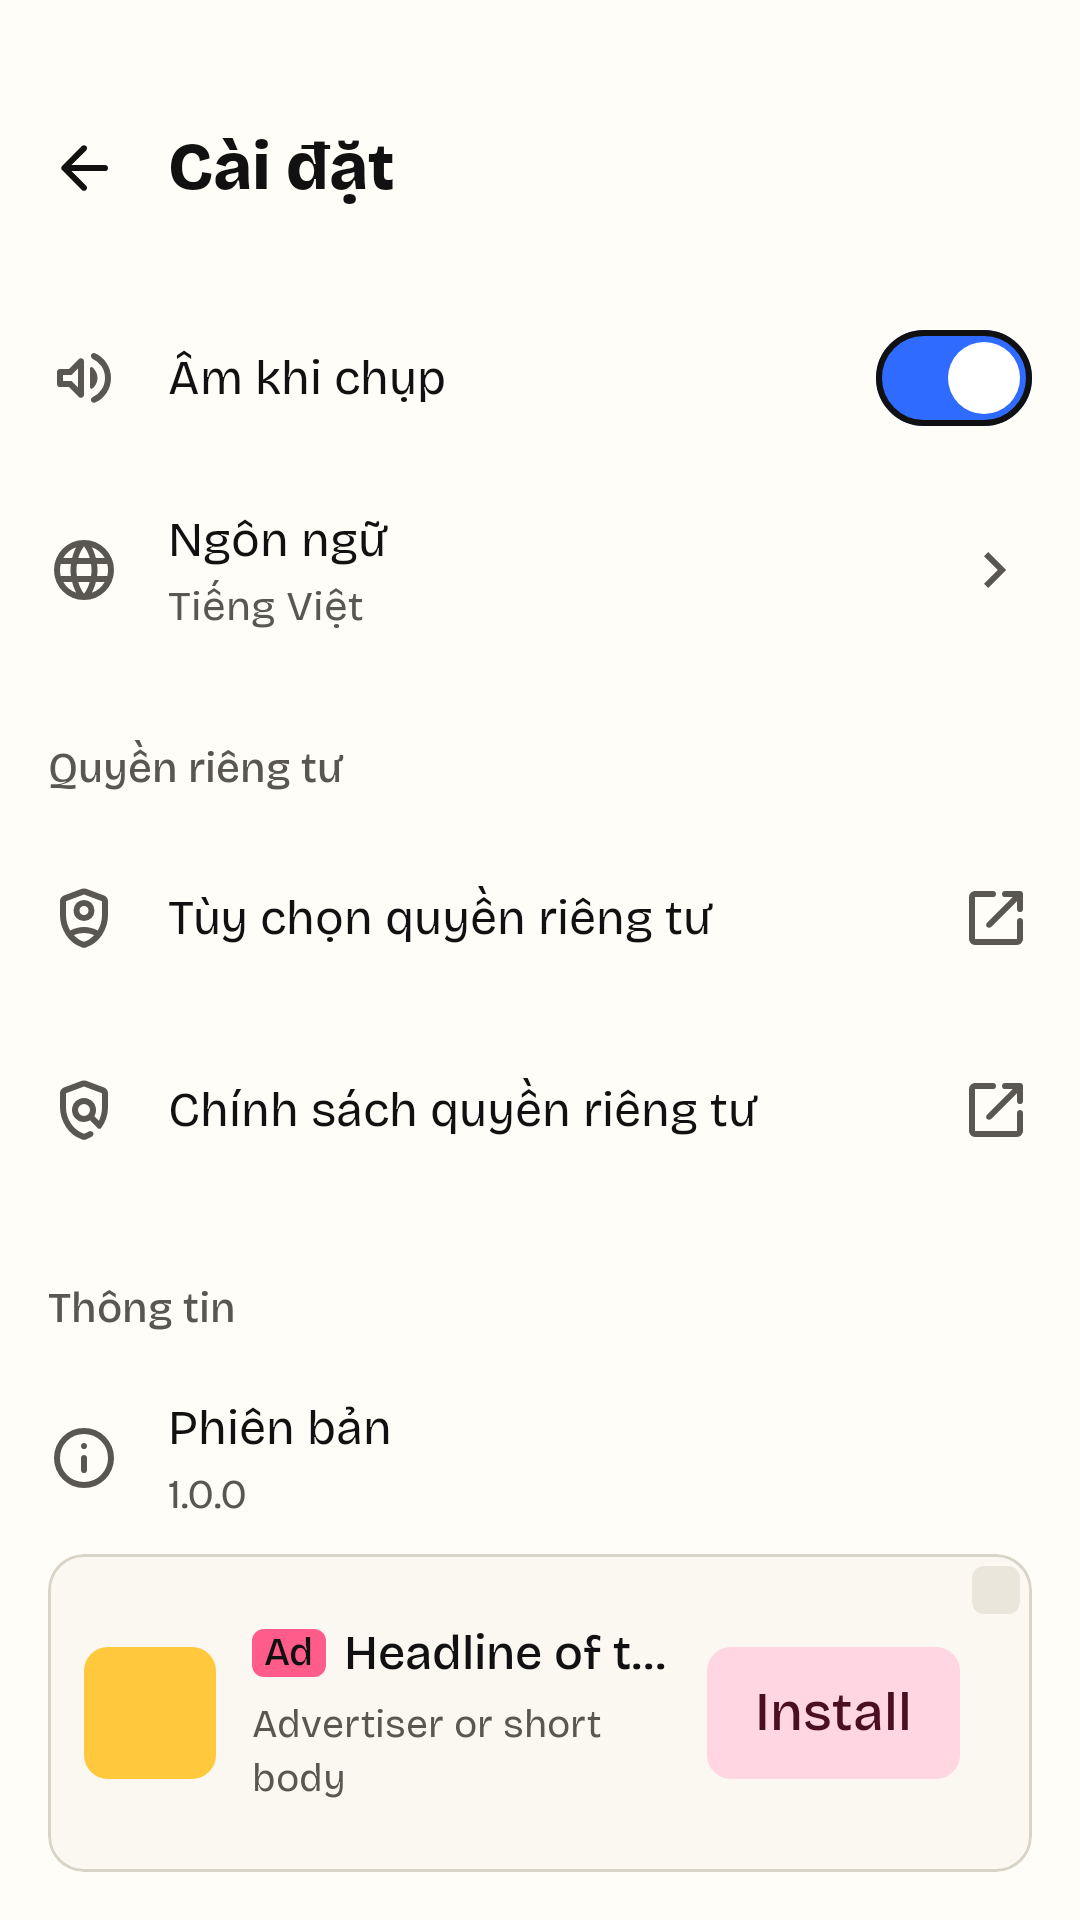 Cài đặt
Âm khi chụp
Ngôn ngữ
Tiếng Việt
Quyền riêng tư
Tùy chọn quyền riêng tư
Chính sách quyền riêng tư
Thông tin
Phiên bản
1.0.0
Ad Headline of t...
Advertiser or short
body
Install